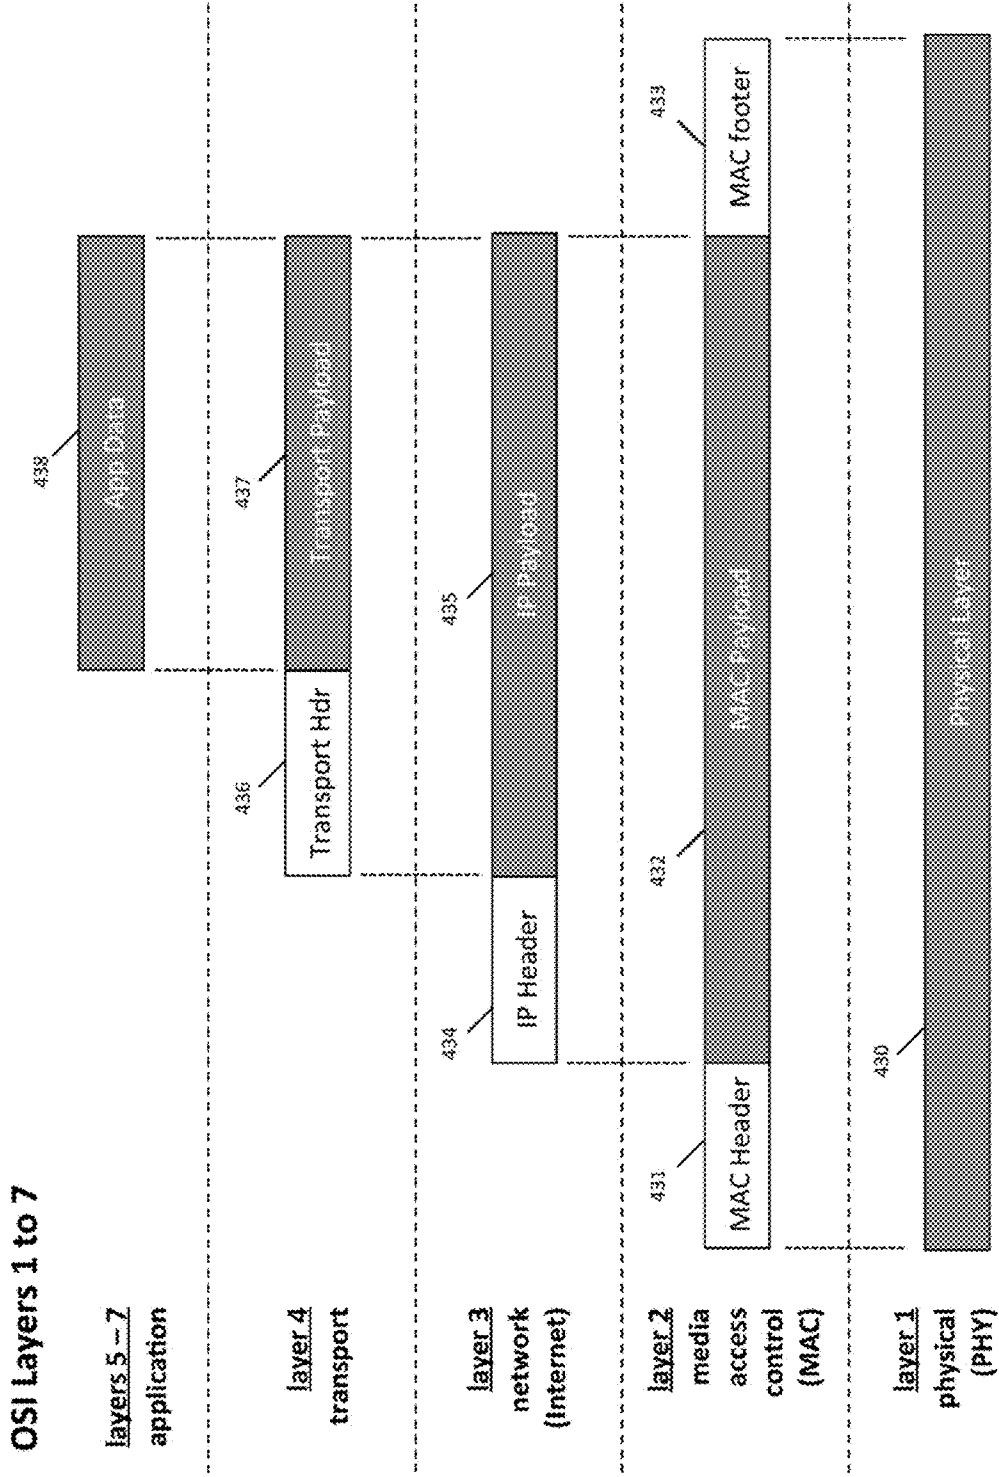 OSI Layers 1 to 7
layers 5 – 7
application
438
App Data
layer 4
transport
436
437
Transport Hdr
Transport Payload
layer 3
network
(Internet)
434
435
IP Header
IP Payload
layer 2
media
access
control
(MAC)
431
432
433
MAC Header
MAC Payload
MAC footer
layer 1
physical
(PHY)
430
Physical Layer